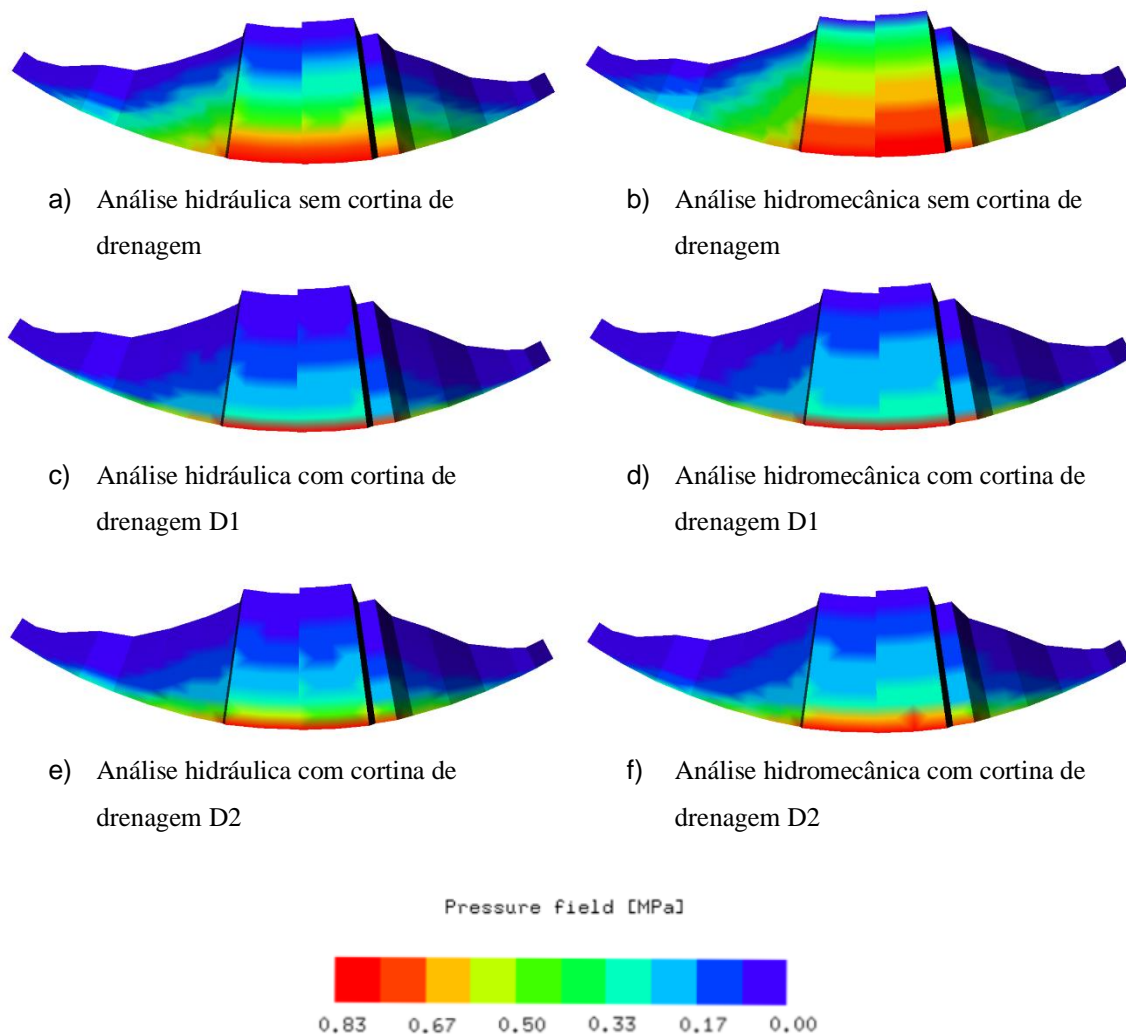 a) Análise hidráulica sem cortina de
drenagem
b) Análise hidromecânica sem cortina de
drenagem
c) Análise hidráulica com cortina de
drenagem D1
d) Análise hidromecânica com cortina de
drenagem D1
e) Análise hidráulica com cortina de
drenagem D2
f) Análise hidromecânica com cortina de
drenagem D2
Pressure field [MPa]
0.83 0.67 0.50 0.33 0.17 0.00